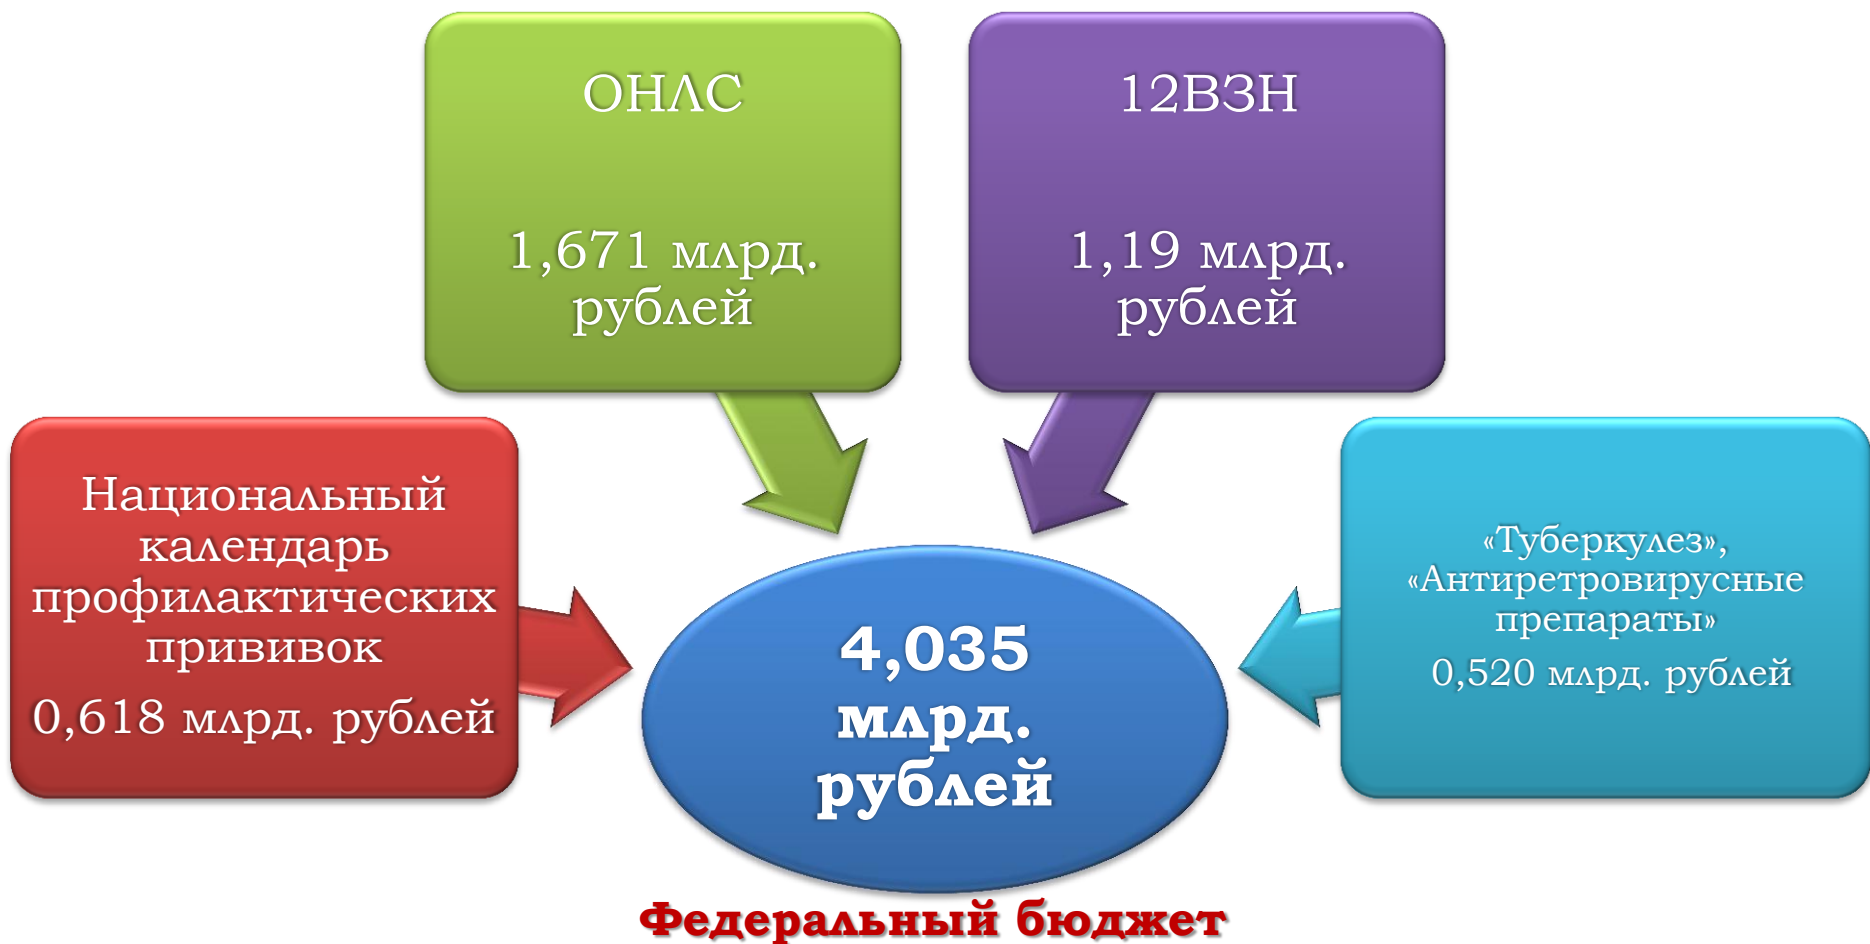 ОНЛС
1,671 млрд.
рублей
12ВЗН
1,19 млрд.
рублей
Национальный
календарь
профилактических
прививок
0,618 млрд. рублей
«Туберкулез»,
«Антиретровирусные
препараты»
0,520 млрд. рублей
4,035
млрд.
рублей
Федеральный бюджет